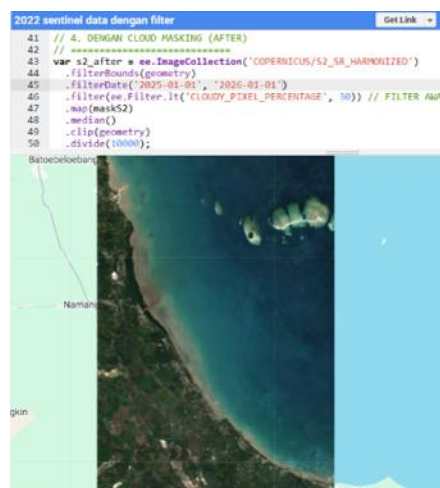 2022 sentinel data dengan filter
Get Link
41 // 4. DENGAN CLOUD MASKING (AFTER)
42 // ============================
43 var s2_after = ee.ImageCollection('COPERNICUS/S2_SR_HARMONIZED')
44 .filterBounds(geometry)
45 .filterDate('2025-01-01', '2026-01-01')
46 .filter(ee.Filter.lt('CLOUDY_PIXEL_PERCENTAGE', 30)) // FILTER AWA
47 .map(maskS2)
48 .median()
49 .clip(geometry)
50 .divide(10000);
Batoebeloebang
Namang
gkin